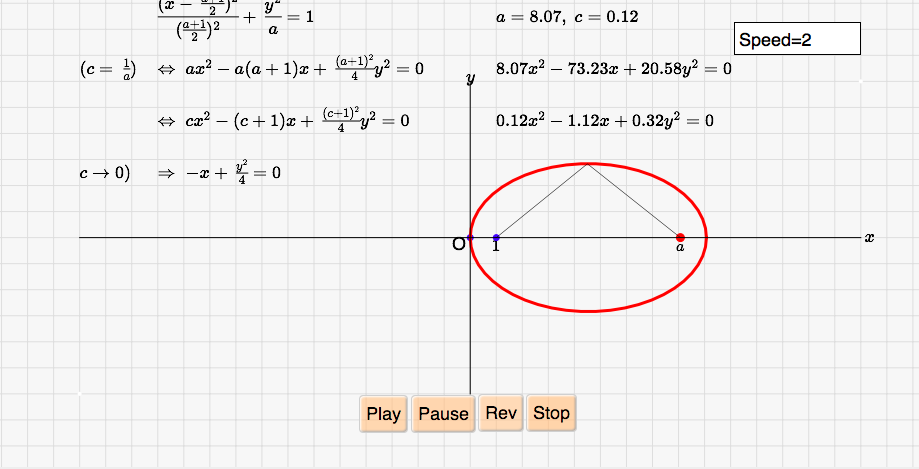 (x − (a+1)/2)² / ((a+1)/2)² + y²/a = 1 a = 8.07, c = 0.12
Speed=2
(c = 1/a) ⇔ ax² − a(a + 1)x + (a+1)²/4 y² = 0 8.07x² − 73.23x + 20.58y² = 0
y
⇔ cx² − (c + 1)x + (c+1)²/4 y² = 0 0.12x² − 1.12x + 0.32y² = 0
c → 0) ⇒ −x + y²/4 = 0
O 1 a x
Play Pause Rev Stop